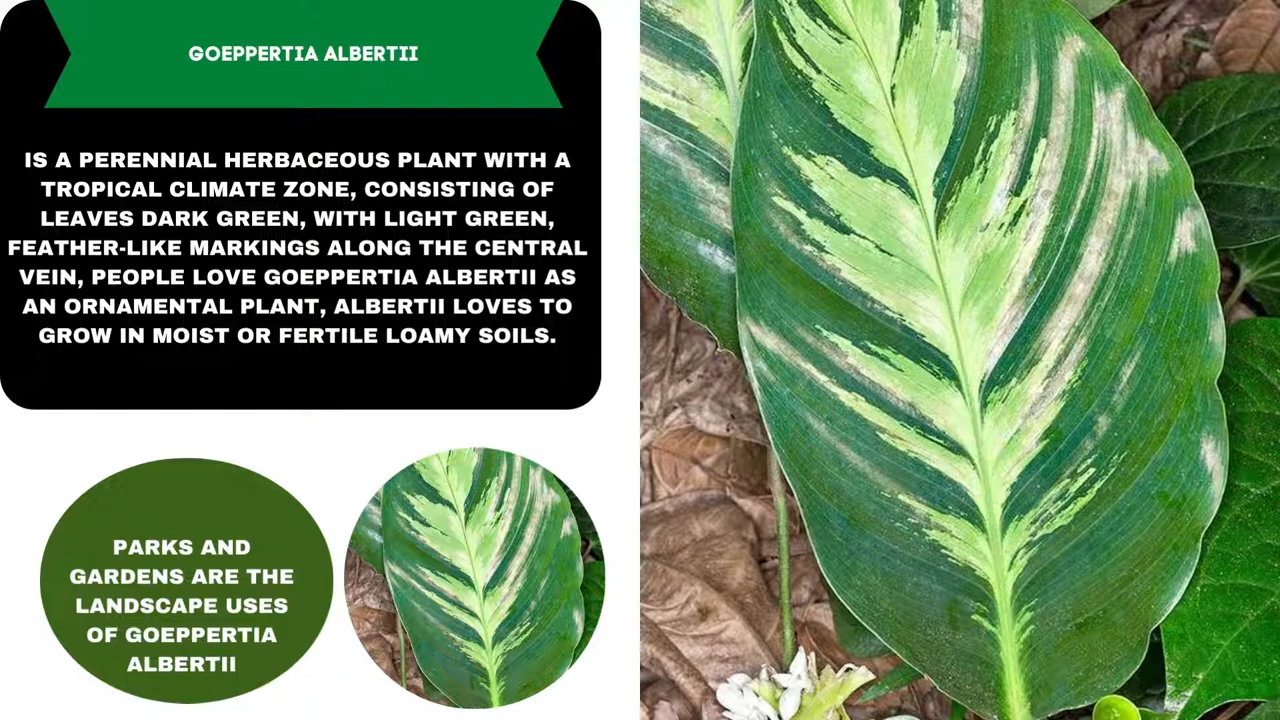 GOEPPERTIA ALBERTII
IS A PERENNIAL HERBACEOUS PLANT WITH A
TROPICAL CLIMATE ZONE, CONSISTING OF
LEAVES DARK GREEN, WITH LIGHT GREEN,
FEATHER-LIKE MARKINGS ALONG THE CENTRAL
VEIN, PEOPLE LOVE GOEPPERTIA ALBERTII AS
AN ORNAMENTAL PLANT, ALBERTII LOVES TO
GROW IN MOIST OR FERTILE LOAMY SOILS.
PARKS AND
GARDENS ARE THE
LANDSCAPE USES
OF GOEPPERTIA
ALBERTII